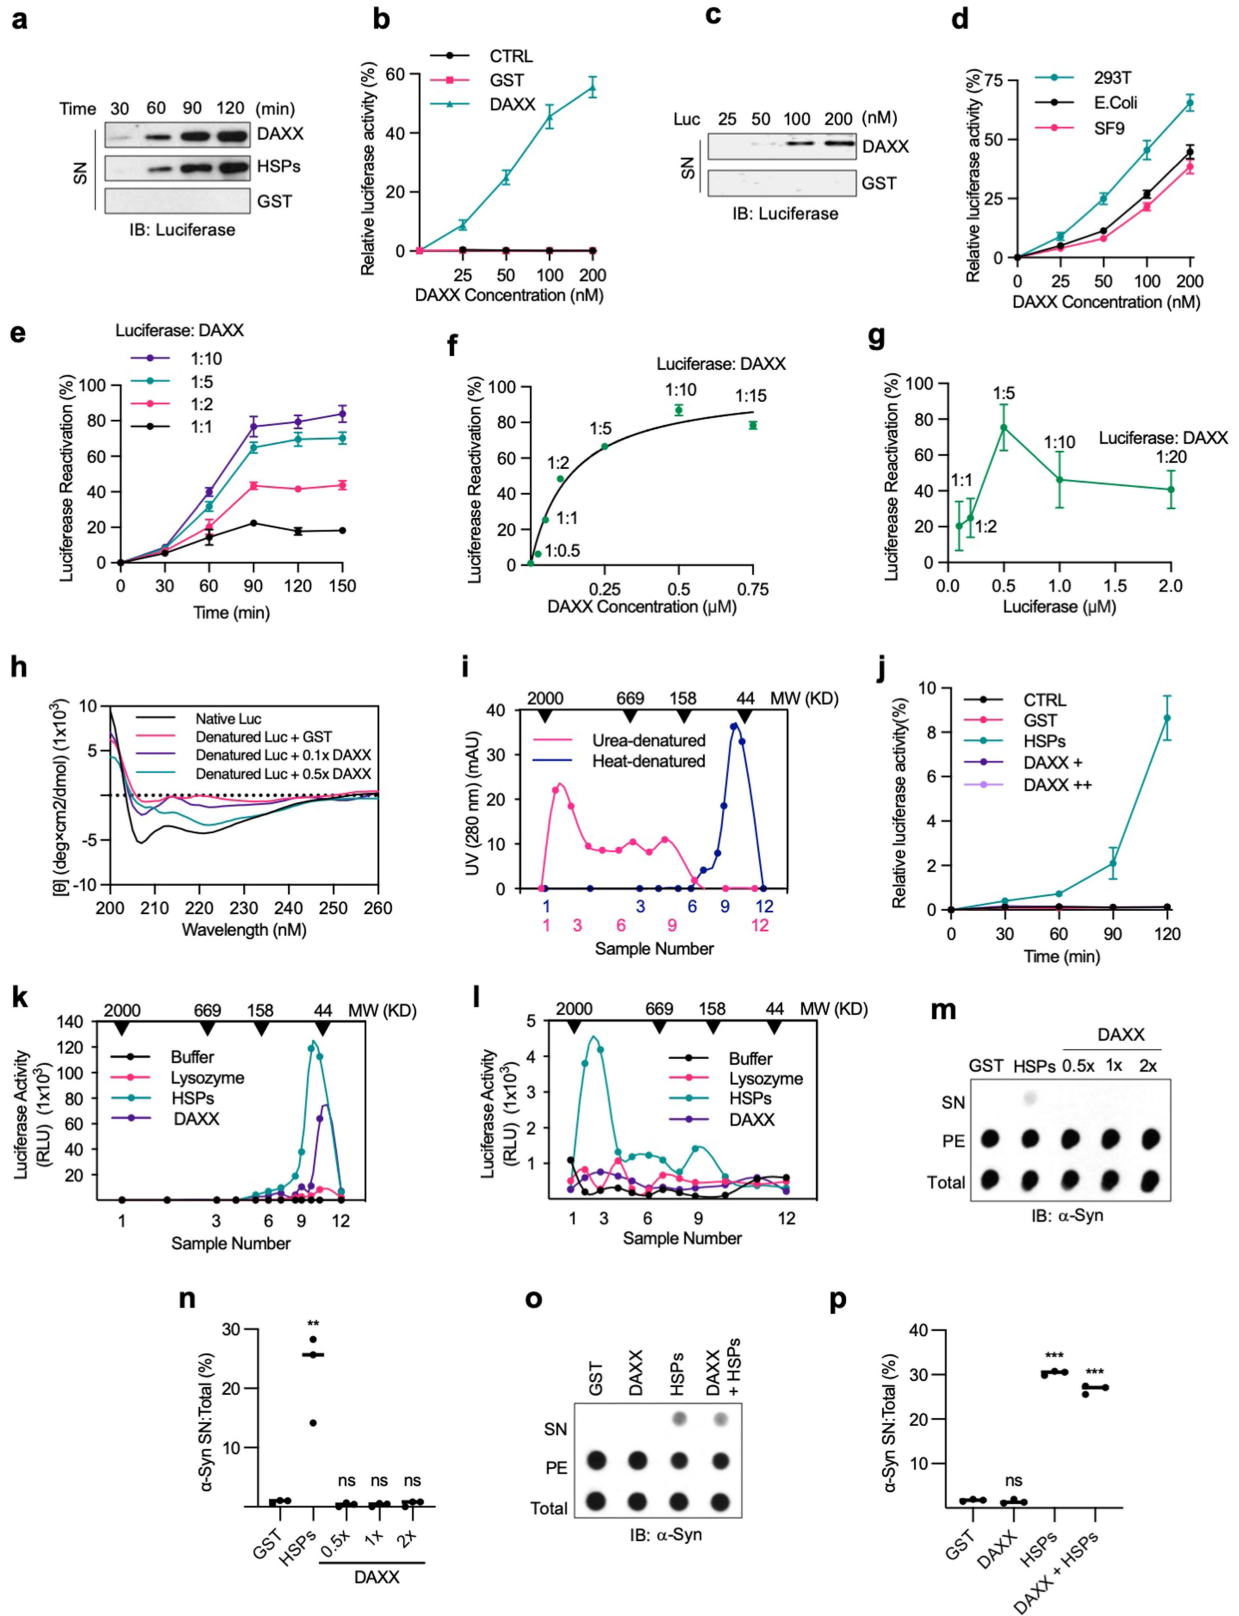 a
Time 30 60 90 120 (min)
SN
DAXX
HSPs
GST
IB: Luciferase
b
CTRL
GST
DAXX
Relative luciferase activity (%)
60
40
20
0
25 50 100 200
DAXX Concentration (nM)
c
Luc 25 50 100 200 (nM)
SN
DAXX
GST
IB: Luciferase
d
293T
E.Coli
SF9
Relative luciferase activity (%)
75
50
25
0
0 25 50 100 200
DAXX Concentration (nM)
e
Luciferase: DAXX
1:10
1:5
1:2
1:1
Luciferease Reactivation (%)
100
80
60
40
20
0
0 30 60 90 120 150
Time (min)
f
Luciferase: DAXX
Luciferease Reactivation (%)
100
80
60
40
20
0
1:10
1:15
1:5
1:2
1:1
1:0.5
0.25 0.5 0.75
DAXX Concentration (μM)
g
Luciferease Reactivation (%)
100
80
60
40
20
0
1:5
1:10
Luciferase: DAXX
1:20
1:1
1:2
0.0 0.5 1.0 1.5 2.0
Luciferase (μM)
h
[θ] (deg×cm2/dmol) (1x10³)
10
5
-5
-10
Native Luc
Denatured Luc + GST
Denatured Luc + 0.1x DAXX
Denatured Luc + 0.5x DAXX
200 210 220 230 240 250 260
Wavelength (nM)
i
2000 669 158 44 MW (KD)
UV (280 nm) (mAU)
40
30
20
10
0
Urea-denatured
Heat-denatured
1 3 6 9 12
1 3 6 9 12
Sample Number
j
Relative luciferase activity(%)
10
8
6
4
2
0
CTRL
GST
HSPs
DAXX +
DAXX ++
0 30 60 90 120
Time (min)
k
2000 669 158 44 MW (KD)
Luciferase Activity
(RLU) (1x10³)
140
120
100
80
60
40
20
Buffer
Lysozyme
HSPs
DAXX
1 3 6 9 12
Sample Number
l
2000 669 158 44 MW (KD)
Luciferase Activity
(RLU) (1x10³)
5
4
3
2
1
Buffer
Lysozyme
HSPs
DAXX
1 3 6 9 12
Sample Number
m
DAXX
GST HSPs 0.5x 1x 2x
SN
PE
Total
IB: α-Syn
n
α-Syn SN:Total (%)
30
20
10
**
ns ns ns
GST HSPs 0.5x 1x 2x
DAXX
o
GST DAXX HSPs DAXX + HSPs
SN
PE
Total
IB: α-Syn
p
α-Syn SN:Total (%)
40
30
20
10
ns *** ***
GST DAXX HSPs DAXX + HSPs